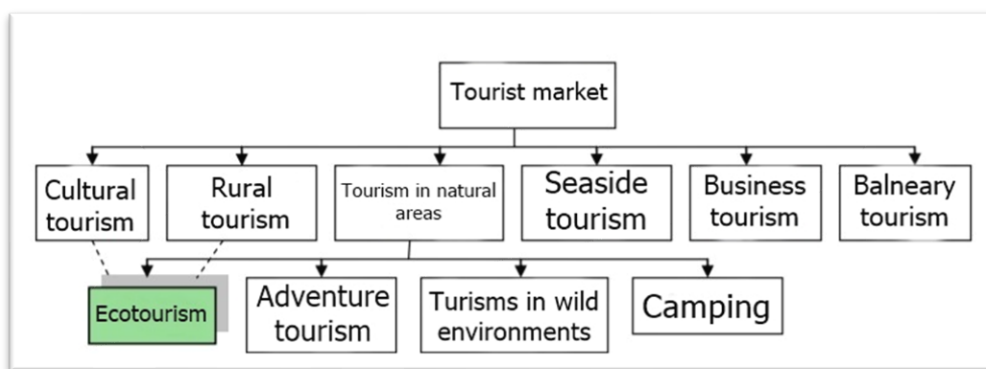 Tourist market
Cultural
tourism
Rural
tourism
Tourism in natural
areas
Seaside
tourism
Business
tourism
Balneary
tourism
Ecotourism
Adventure
tourism
Turisms in wild
environments
Camping